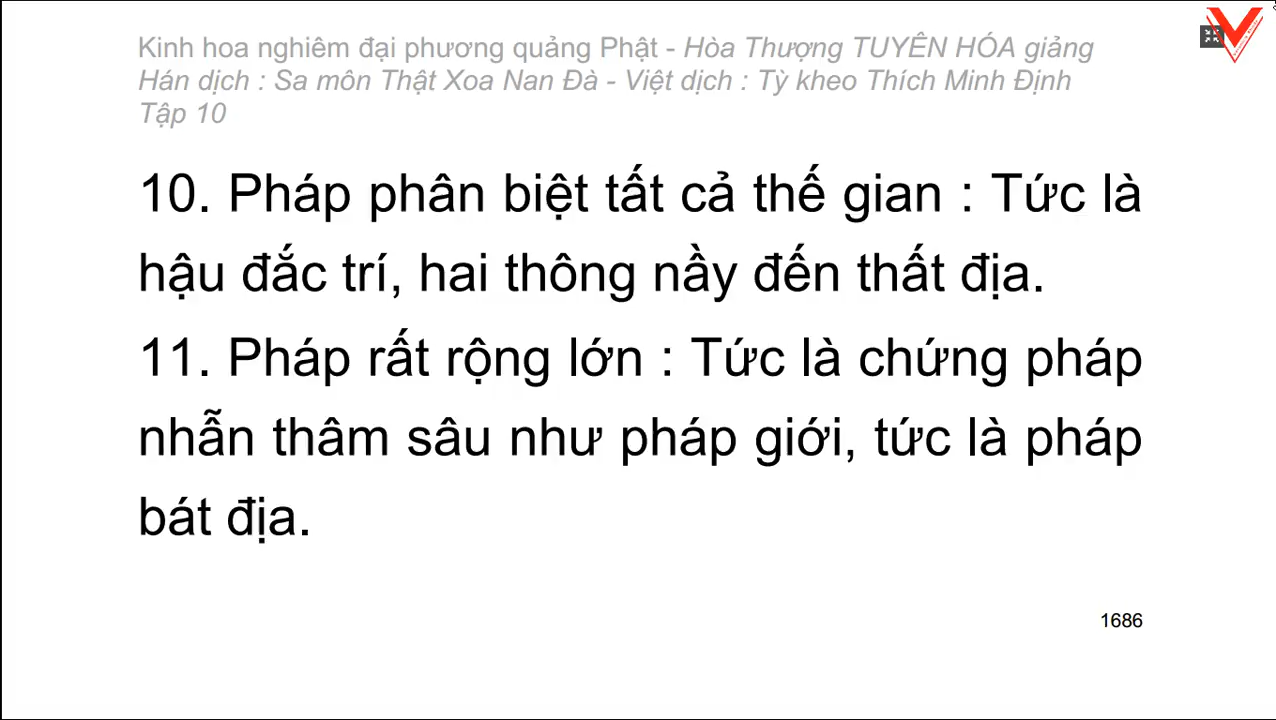 Kinh hoa nghiêm đại phương quảng Phật - Hòa Thượng TUYÊN HÓA giảng
Hán dịch : Sa môn Thật Xoa Nan Đà - Việt dịch : Tỳ kheo Thích Minh Định
Tập 10
10. Pháp phân biệt tất cả thế gian : Tức là
hậu đắc trí, hai thông nầy đến thất địa.
11. Pháp rất rộng lớn : Tức là chứng pháp
nhẫn thâm sâu như pháp giới, tức là pháp
bát địa.
1686